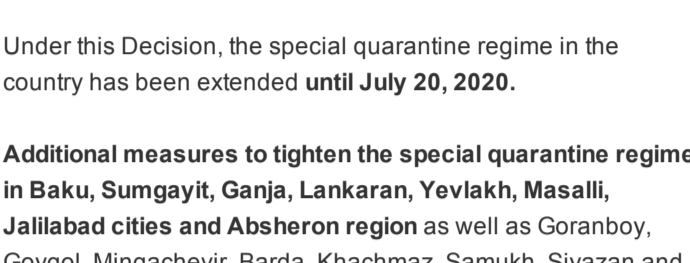 Under this Decision, the special quarantine regime in the
country has been extended until July 20, 2020.
Additional measures to tighten the special quarantine regime
in Baku, Sumgayit, Ganja, Lankaran, Yevlakh, Masalli,
Jalilabad cities and Absheron region as well as Goranboy,
Goygol, Mingachevir, Barda, Khachmaz, Samukh, Siyazan and